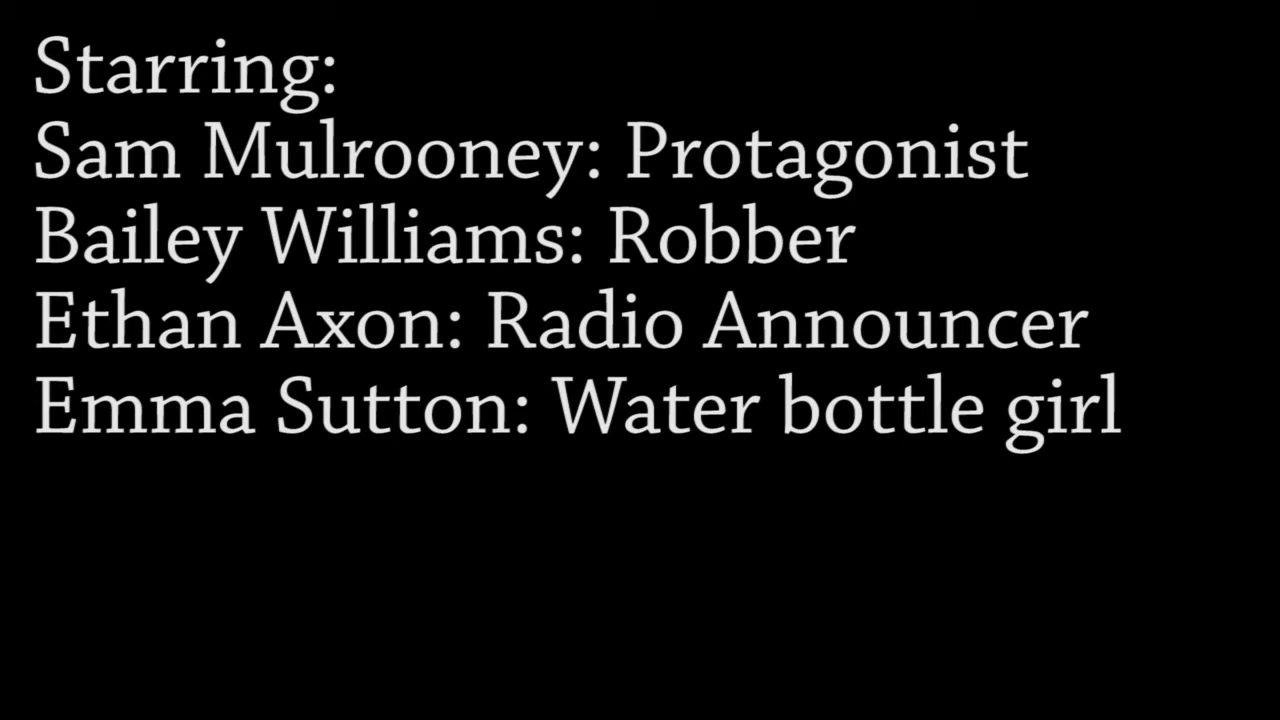 Starring:
Sam Mulrooney: Protagonist
Bailey Williams: Robber
Ethan Axon: Radio Announcer
Emma Sutton: Water bottle girl